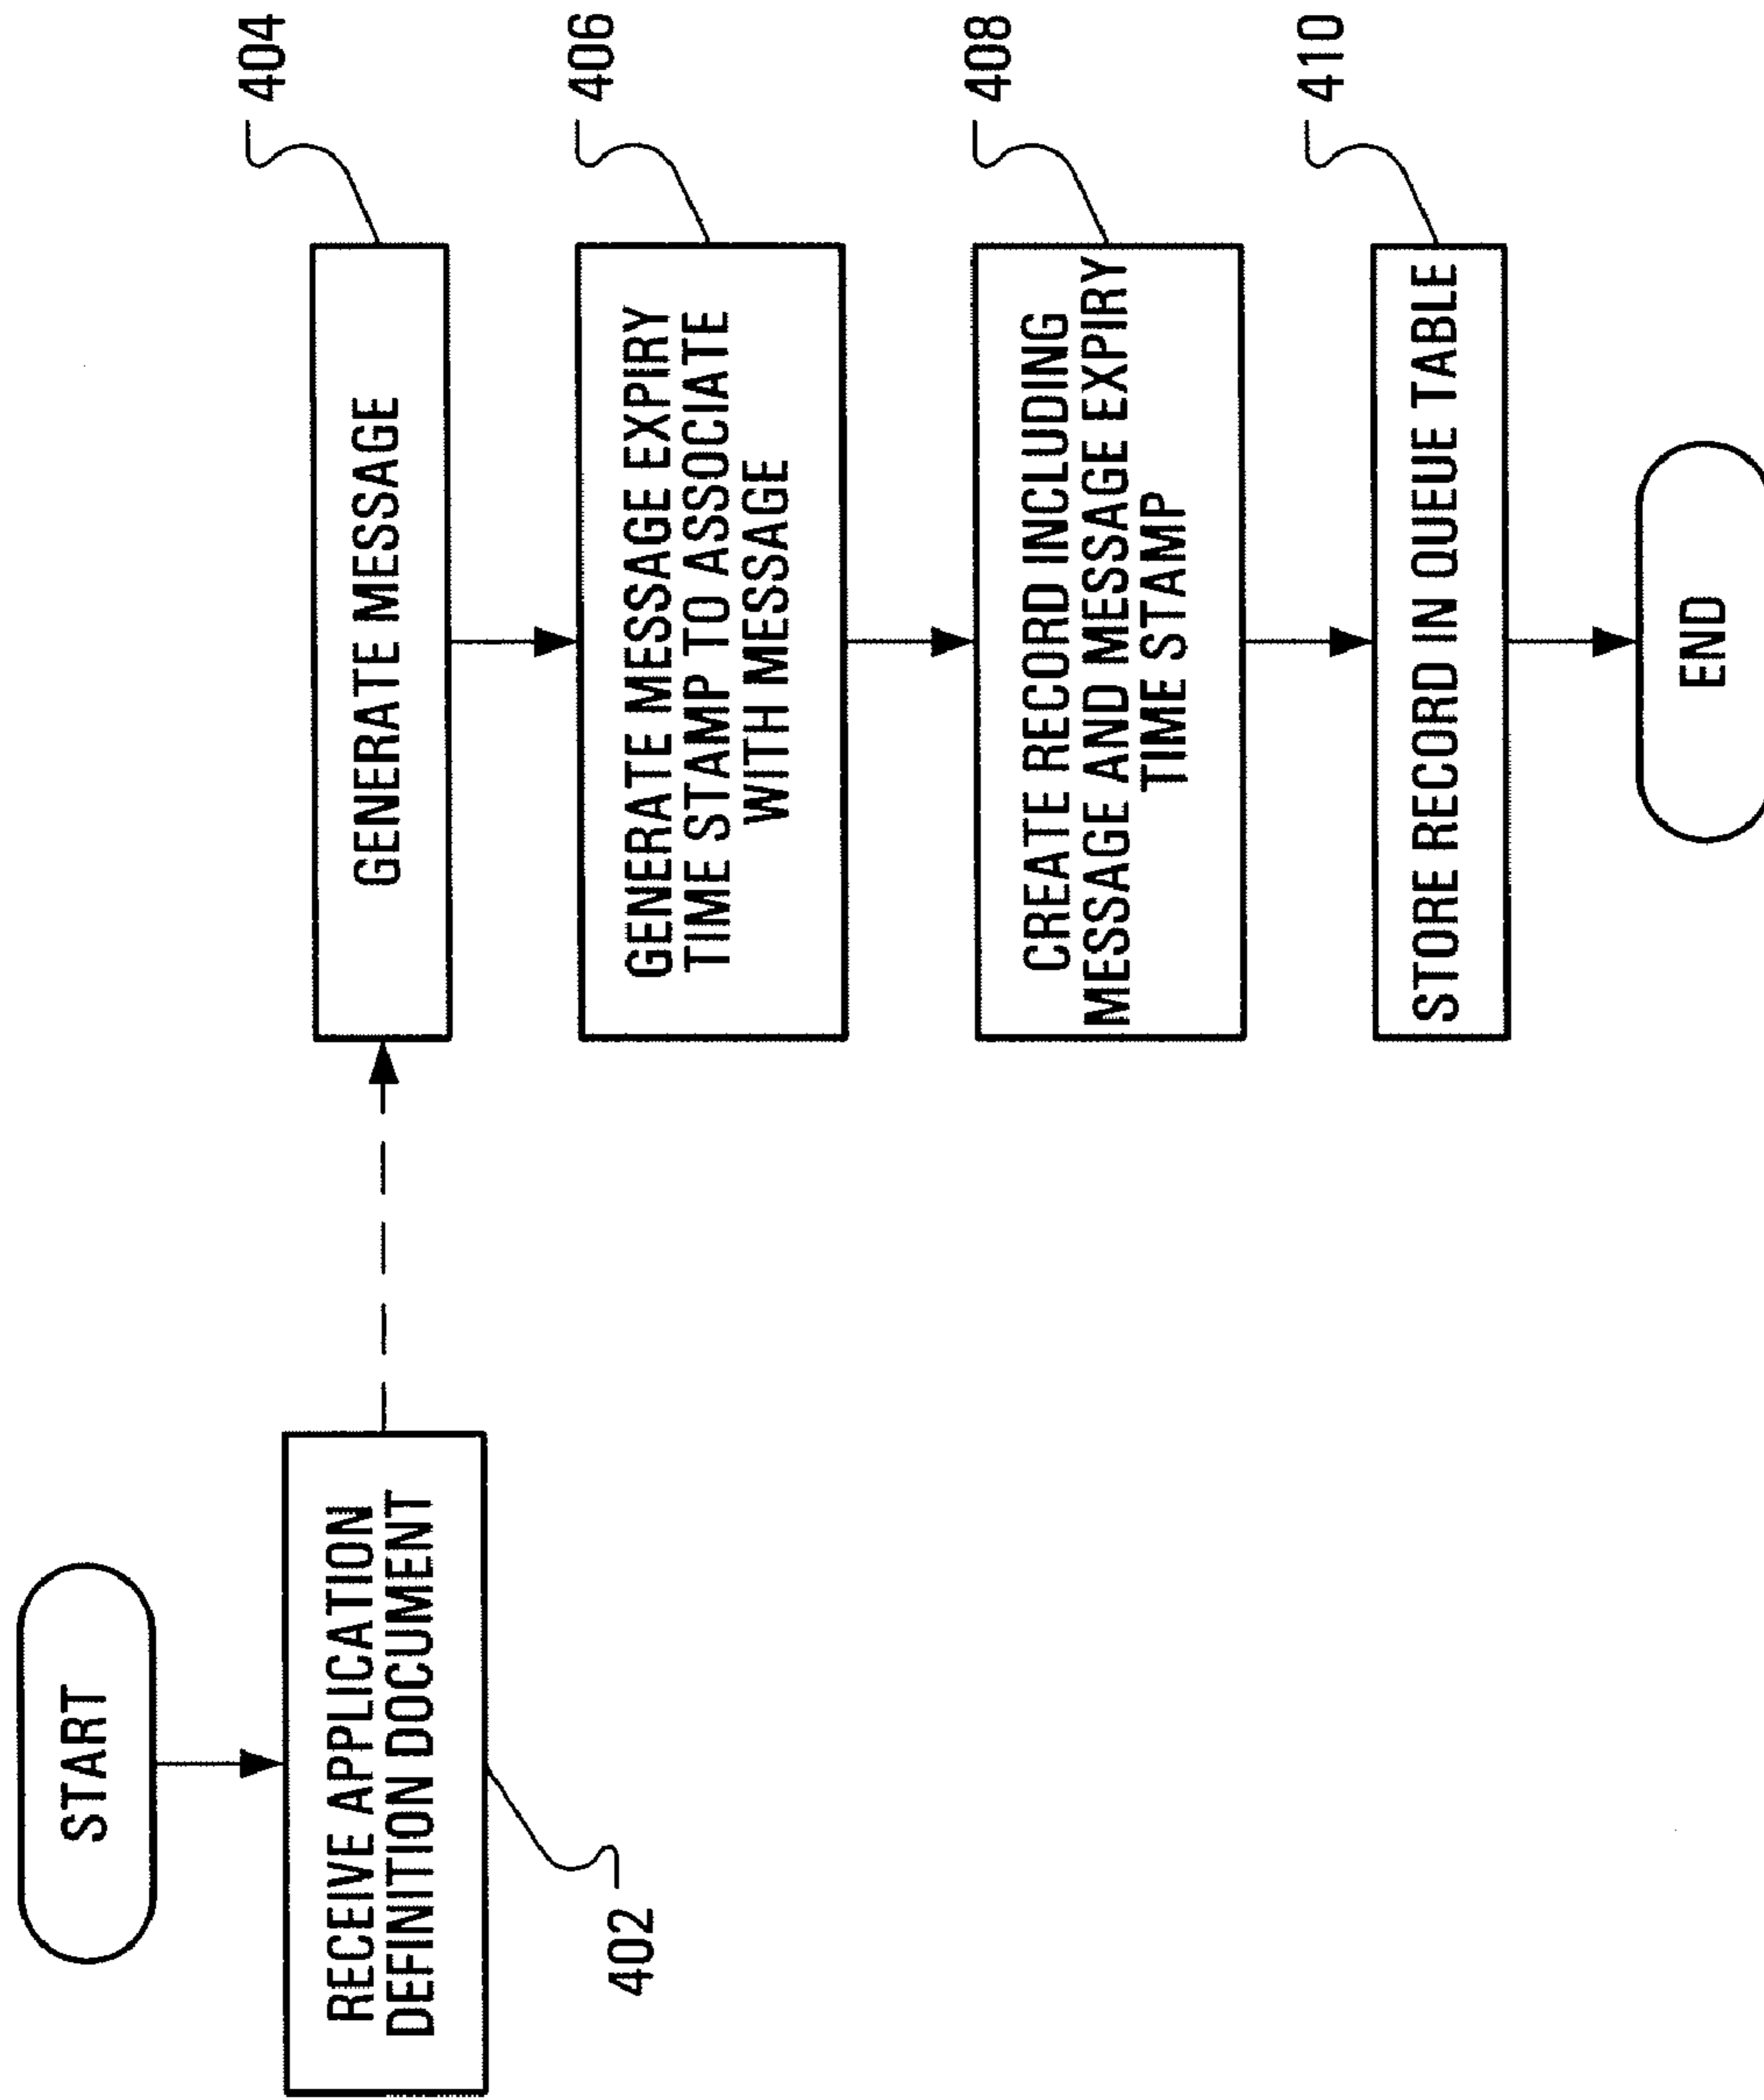 START
RECEIVE APPLICATION
DEFINITION DOCUMENT
402
GENERATE MESSAGE
404
GENERATE MESSAGE EXPIRY
TIME STAMP TO ASSOCIATE
WITH MESSAGE
406
CREATE RECORD INCLUDING
MESSAGE AND MESSAGE EXPIRY
TIME STAMP
408
STORE RECORD IN QUEUE TABLE
410
END